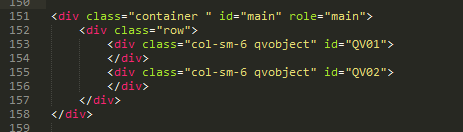 150
151 <div class="container " id="main" role="main">
152 <div class="row">
153 <div class="col-sm-6 qvobject" id="QV01">
154 </div>
155 <div class="col-sm-6 qvobject" id="QV02">
156 </div>
157 </div>
158 </div>
159